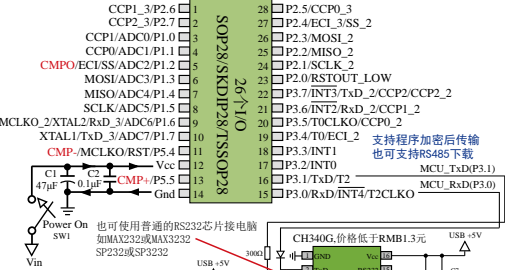 CCP1_3/P2.6 1
CCP2_3/P2.7 2
CCP1/ADC0/P1.0 3
CCP0/ADC1/P1.1 4
CMPO/ECI/SS/ADC2/P1.2 5
MOSI/ADC3/P1.3 6
MISO/ADC4/P1.4 7
SCLK/ADC5/P1.5 8
MCLKO_2/XTAL2/RxD_3/ADC6/P1.6 9
XTAL1/TxD_3/ADC7/P1.7 10
CMP-/MCLKO/RST/P5.4 11
Vcc 12
CMP+/P5.5 13
Gnd 14
SOP28/SKDIP28/TSSOP28
26个I/O
28 P2.5/CCP0_3
27 P2.4/ECI_3/SS_2
26 P2.3/MOSI_2
25 P2.2/MISO_2
24 P2.1/SCLK_2
23 P2.0/RSTOUT_LOW
22 P3.7/INT3/TxD_2/CCP2/CCP2_2
21 P3.6/INT2/RxD_2/CCP1_2
20 P3.5/T0CLKO/CCP0_2
19 P3.4/T0/ECI_2
18 P3.3/INT1
17 P3.2/INT0
16 P3.1/TxD/T2
15 P3.0/RxD/INT4/T2CLKO
支持程序加密后传输
也可支持RS485下载
MCU_TxD(P3.1)
MCU_RxD(P3.0)
C1
47μF
C2
0.1μF
Power On
SW1
Vin
也可使用普通的RS232芯片接电脑
如MAX232或MAX3232
SP232或SP3232
USB +5V
300Ω
CH340G,价格低于RMB1.3元
USB +5V
1 GND
Vcc 16